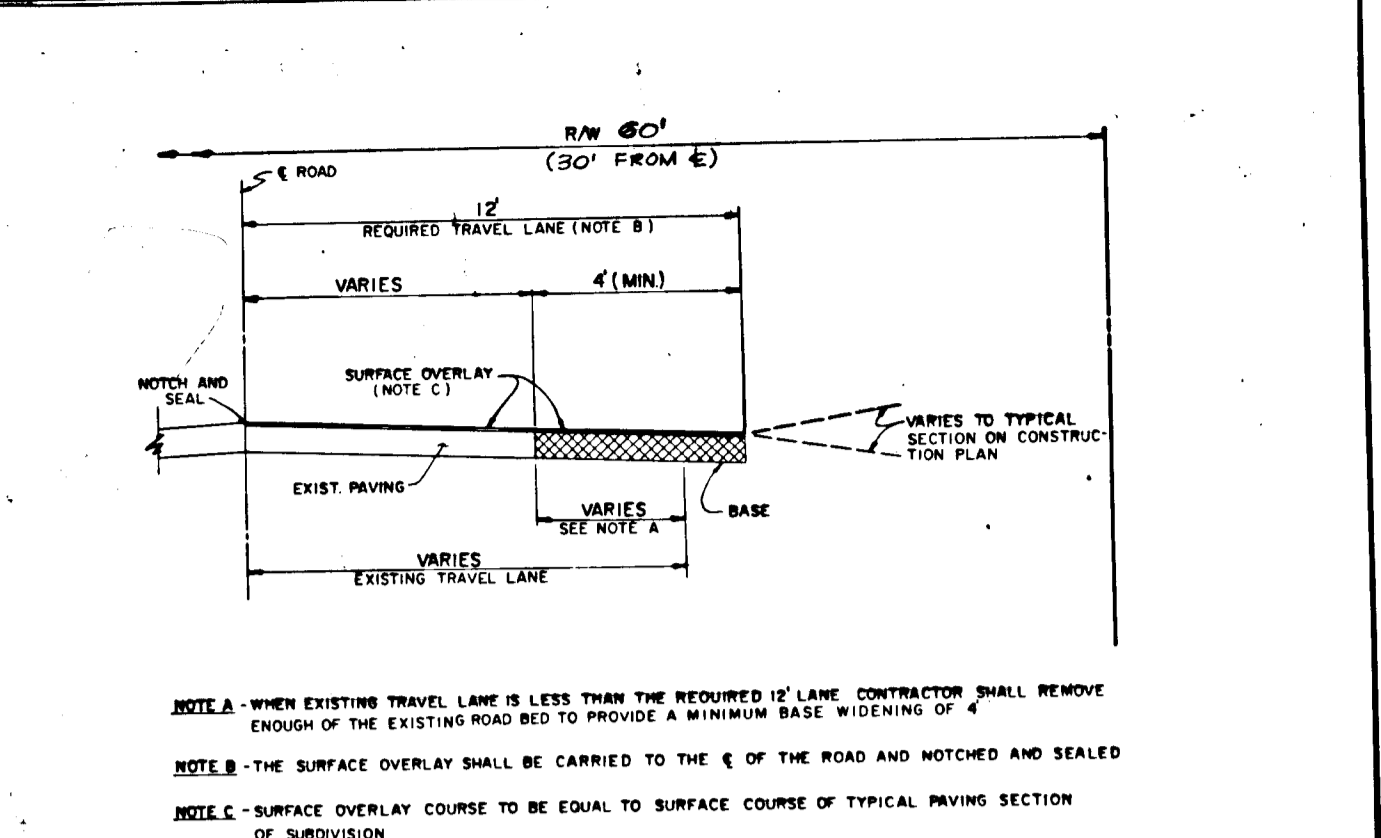 R/W 60'
(30' FROM ℄)
℄ ROAD
12'
REQUIRED TRAVEL LANE (NOTE B)
VARIES
4' (MIN.)
NOTCH AND
SEAL
SURFACE OVERLAY
(NOTE C)
VARIES TO TYPICAL
SECTION ON CONSTRUC-
TION PLAN
EXIST. PAVING
VARIES
SEE NOTE A
BASE
VARIES
EXISTING TRAVEL LANE
NOTE A - WHEN EXISTING TRAVEL LANE IS LESS THAN THE REQUIRED 12' LANE CONTRACTOR SHALL REMOVE
ENOUGH OF THE EXISTING ROAD BED TO PROVIDE A MINIMUM BASE WIDENING OF 4'
NOTE B - THE SURFACE OVERLAY SHALL BE CARRIED TO THE ℄ OF THE ROAD AND NOTCHED AND SEALED
NOTE C - SURFACE OVERLAY COURSE TO BE EQUAL TO SURFACE COURSE OF TYPICAL PAVING SECTION
OF SUBDIVISION